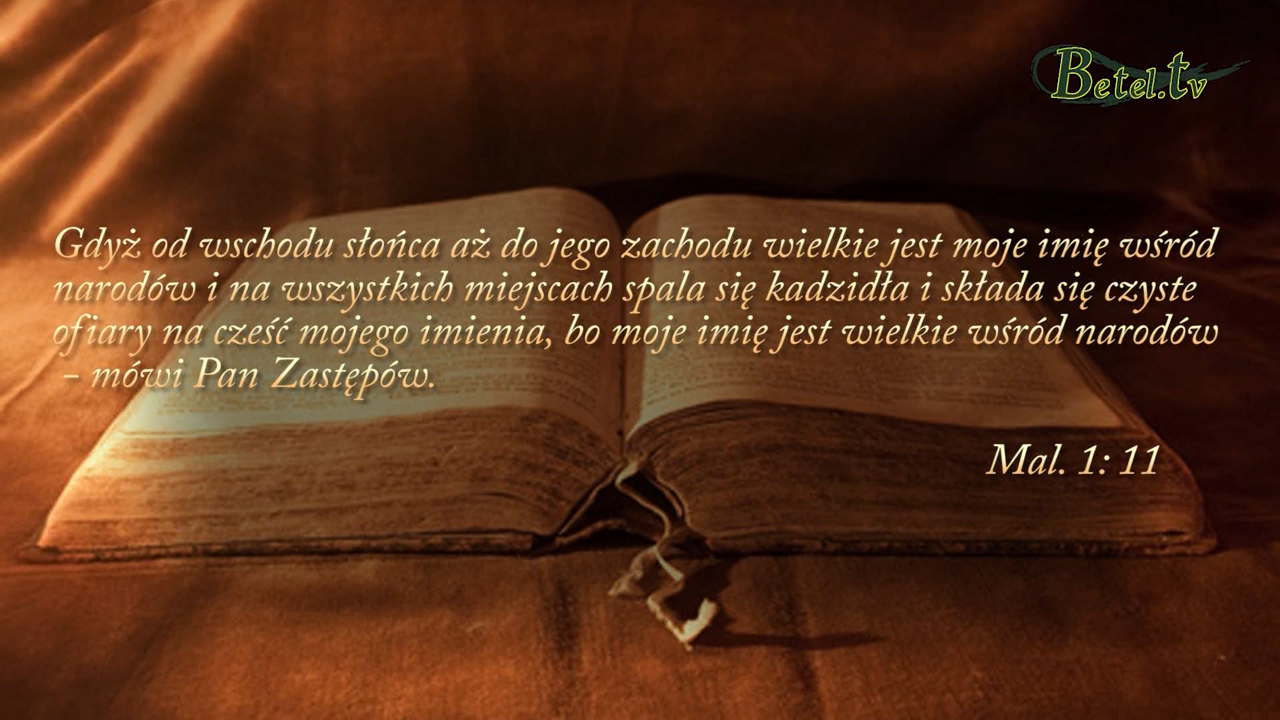 Betel.tv
Gdyż od wschodu słońca aż do jego zachodu wielkie jest moje imię wśród
narodów i na wszystkich miejscach spala się kadzidła i składa się czyste
ofiary na cześć mojego imienia, bo moje imię jest wielkie wśród narodów
– mówi Pan Zastępów.
Mal. 1: 11